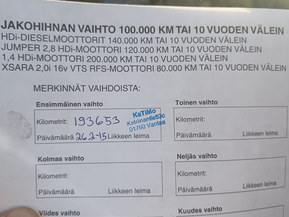 JAKOHIHNAN VAIHTO 100.000 KM TAI 10 VUODEN VÄLEIN
HDi-DIESELMOOTTORIT 140.000 KM TAI 10 VUODEN VÄLEIN
JUMPER 2,8 HDi-MOOTTORI 120.000 KM TAI 10 VUODEN VÄLEIN
1,4 HDi-MOOTTORI 200.000 KM TAI 10 VUODEN VÄLEIN
XSARA 2,0i 16v VTS RFS-MOOTTORI 80.000 KM TAI 10 VUODEN VÄLEIN
MERKINNÄT VAIHDOISTA:
Ensimmäinen vaihto
KaTiMo
01760 Vantaa
Kilometrit: 193653
Päivämäärä 26.2-15 Liikkeen leima
Toinen vaihto
Kilometrit:
Päivämäärä Liikkeen leima
Kolmas vaihto
Kilometrit:
Päivämäärä Liikkeen leima
Neljäs vaihto
Kilometrit:
Päivämäärä Liikkeen leima
Viides vaihto
Kuudes vaihto